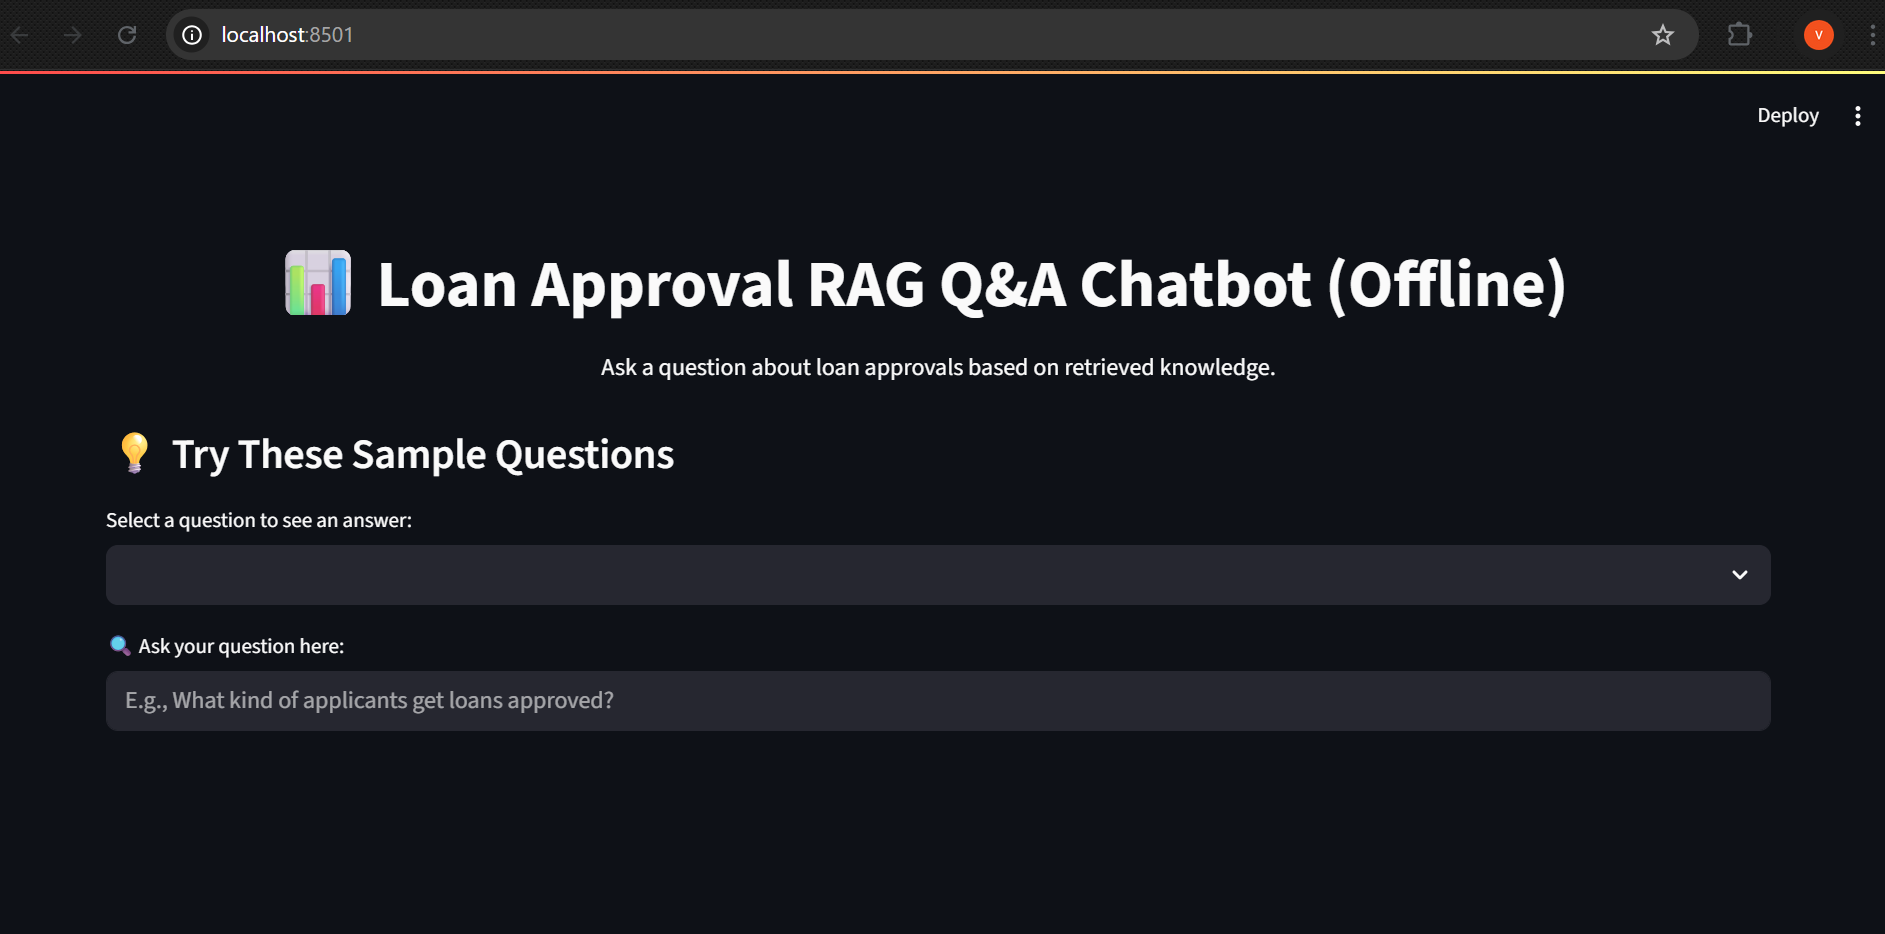 localhost:8501
V
Deploy
Loan Approval RAG Q&A Chatbot (Offline)
Ask a question about loan approvals based on retrieved knowledge.
Try These Sample Questions
Select a question to see an answer:
Ask your question here:
E.g., What kind of applicants get loans approved?